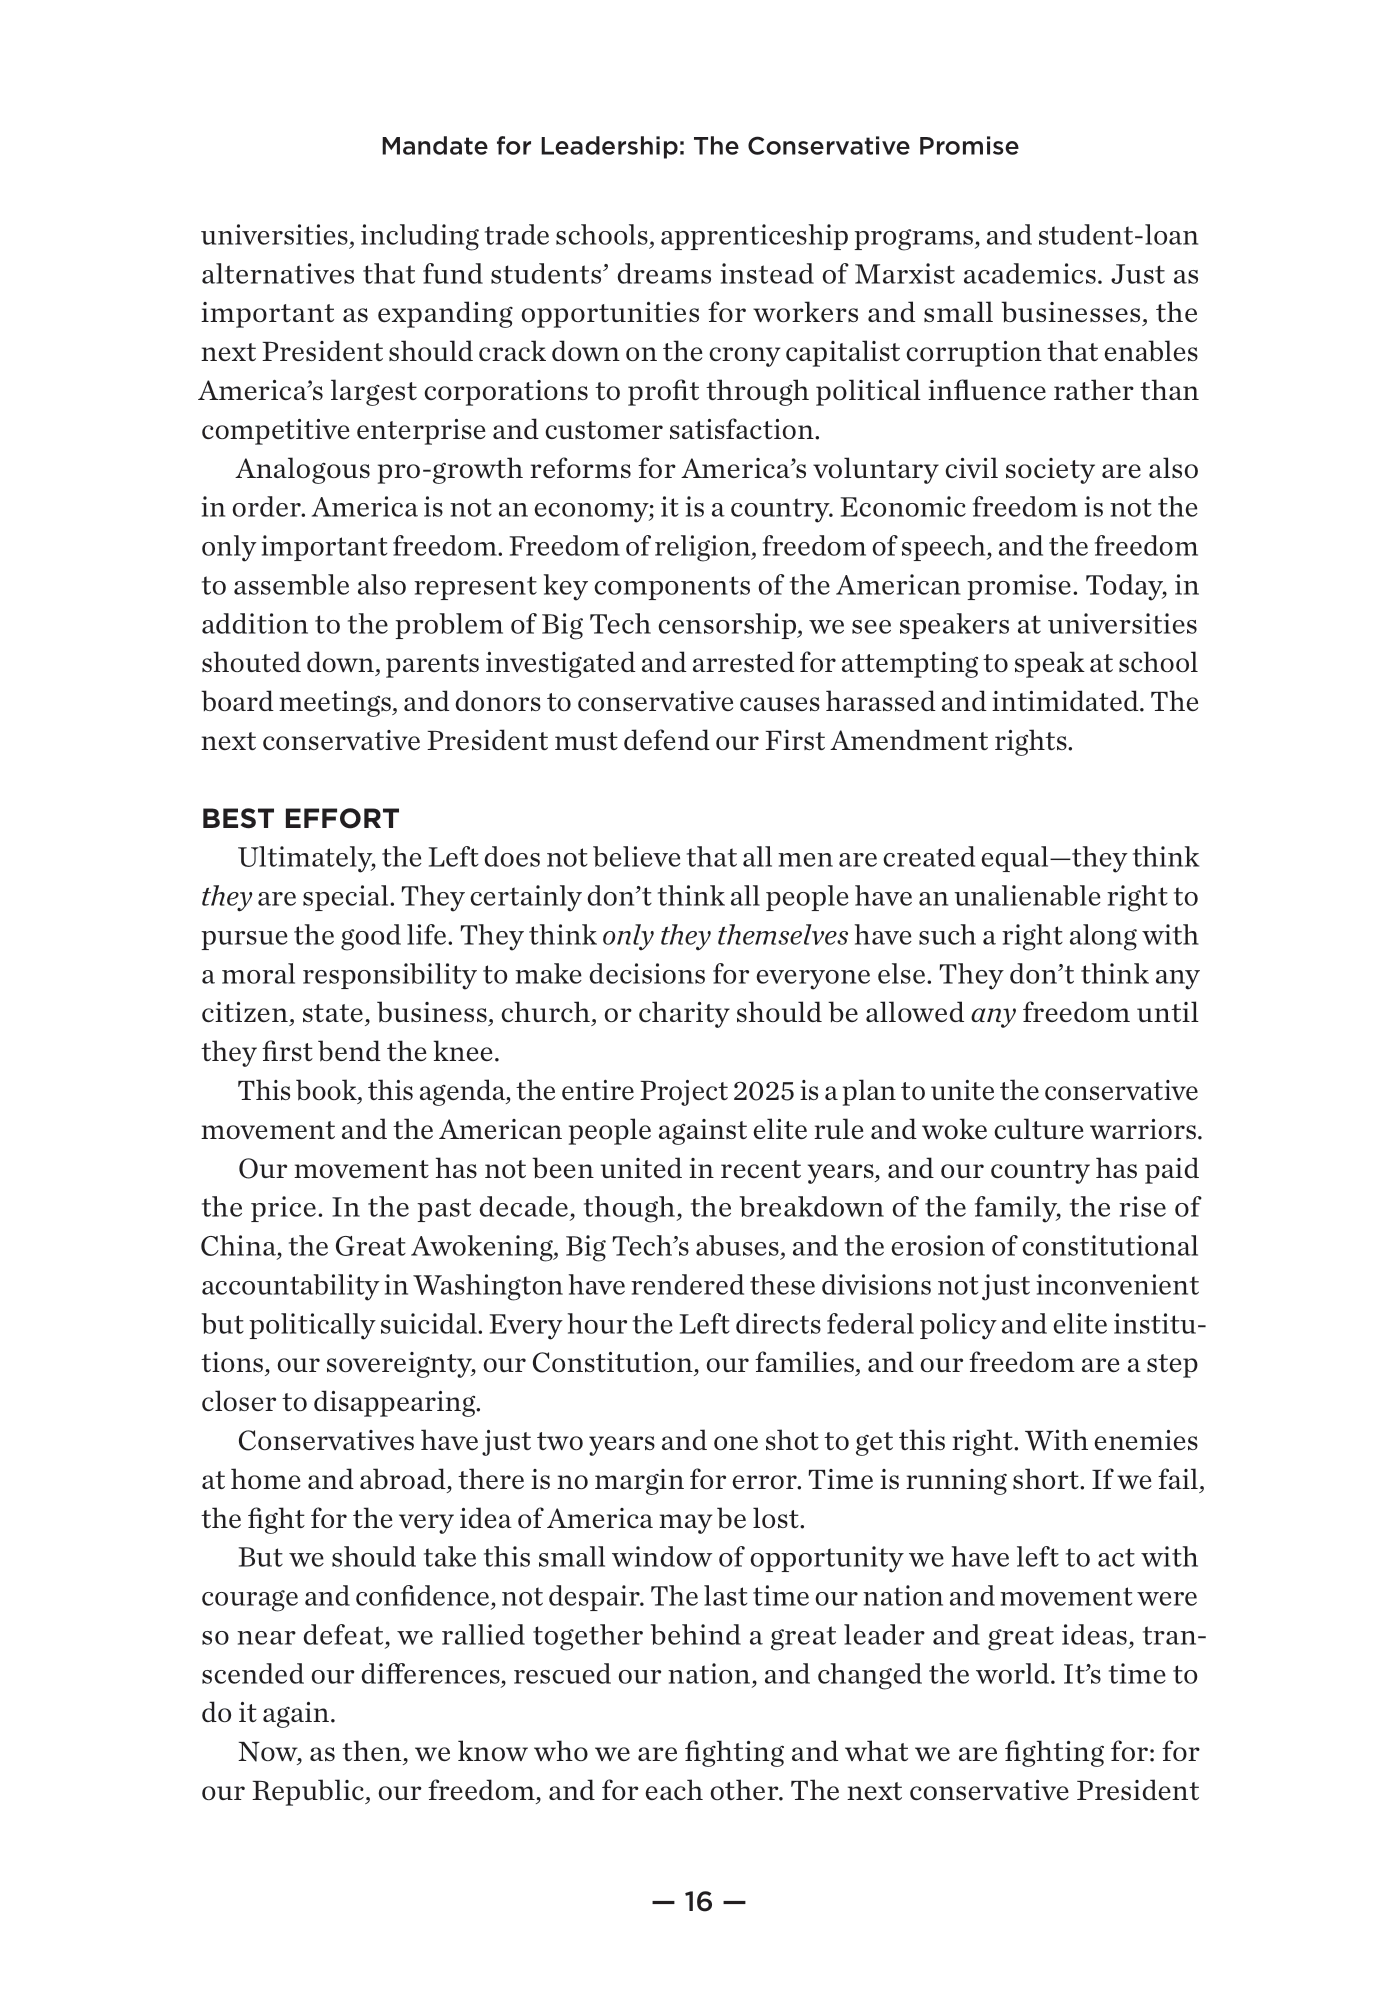 Mandate for Leadership: The Conservative Promise
universities, including trade schools, apprenticeship programs, and student-loan
alternatives that fund students’ dreams instead of Marxist academics. Just as
important as expanding opportunities for workers and small businesses, the
next President should crack down on the crony capitalist corruption that enables
America’s largest corporations to profit through political influence rather than
competitive enterprise and customer satisfaction.
Analogous pro-growth reforms for America’s voluntary civil society are also
in order. America is not an economy; it is a country. Economic freedom is not the
only important freedom. Freedom of religion, freedom of speech, and the freedom
to assemble also represent key components of the American promise. Today, in
addition to the problem of Big Tech censorship, we see speakers at universities
shouted down, parents investigated and arrested for attempting to speak at school
board meetings, and donors to conservative causes harassed and intimidated. The
next conservative President must defend our First Amendment rights.
BEST EFFORT
Ultimately, the Left does not believe that all men are created equal—they think
they are special. They certainly don’t think all people have an unalienable right to
pursue the good life. They think only they themselves have such a right along with
a moral responsibility to make decisions for everyone else. They don’t think any
citizen, state, business, church, or charity should be allowed any freedom until
they first bend the knee.
This book, this agenda, the entire Project 2025 is a plan to unite the conservative
movement and the American people against elite rule and woke culture warriors.
Our movement has not been united in recent years, and our country has paid
the price. In the past decade, though, the breakdown of the family, the rise of
China, the Great Awokening, Big Tech’s abuses, and the erosion of constitutional
accountability in Washington have rendered these divisions not just inconvenient
but politically suicidal. Every hour the Left directs federal policy and elite institu-
tions, our sovereignty, our Constitution, our families, and our freedom are a step
closer to disappearing.
Conservatives have just two years and one shot to get this right. With enemies
at home and abroad, there is no margin for error. Time is running short. If we fail,
the fight for the very idea of America may be lost.
But we should take this small window of opportunity we have left to act with
courage and confidence, not despair. The last time our nation and movement were
so near defeat, we rallied together behind a great leader and great ideas, tran-
scended our differences, rescued our nation, and changed the world. It’s time to
do it again.
Now, as then, we know who we are fighting and what we are fighting for: for
our Republic, our freedom, and for each other. The next conservative President
— 16 —